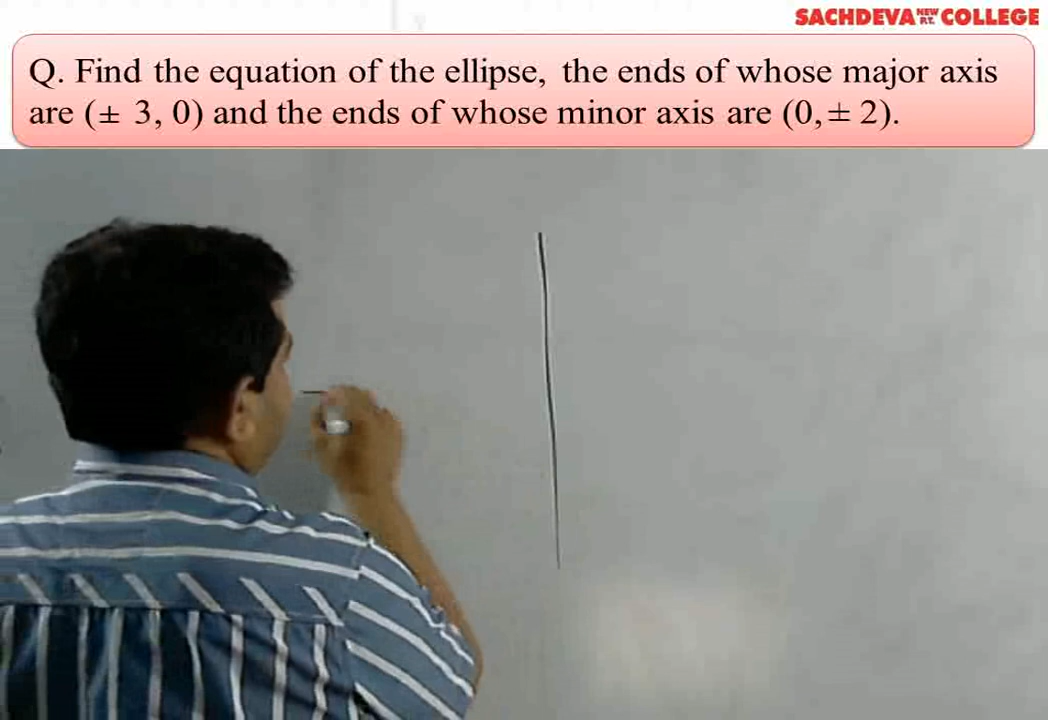 SACHDEVA NEW P.T. COLLEGE
Q. Find the equation of the ellipse, the ends of whose major axis
are (± 3, 0) and the ends of whose minor axis are (0, ± 2).